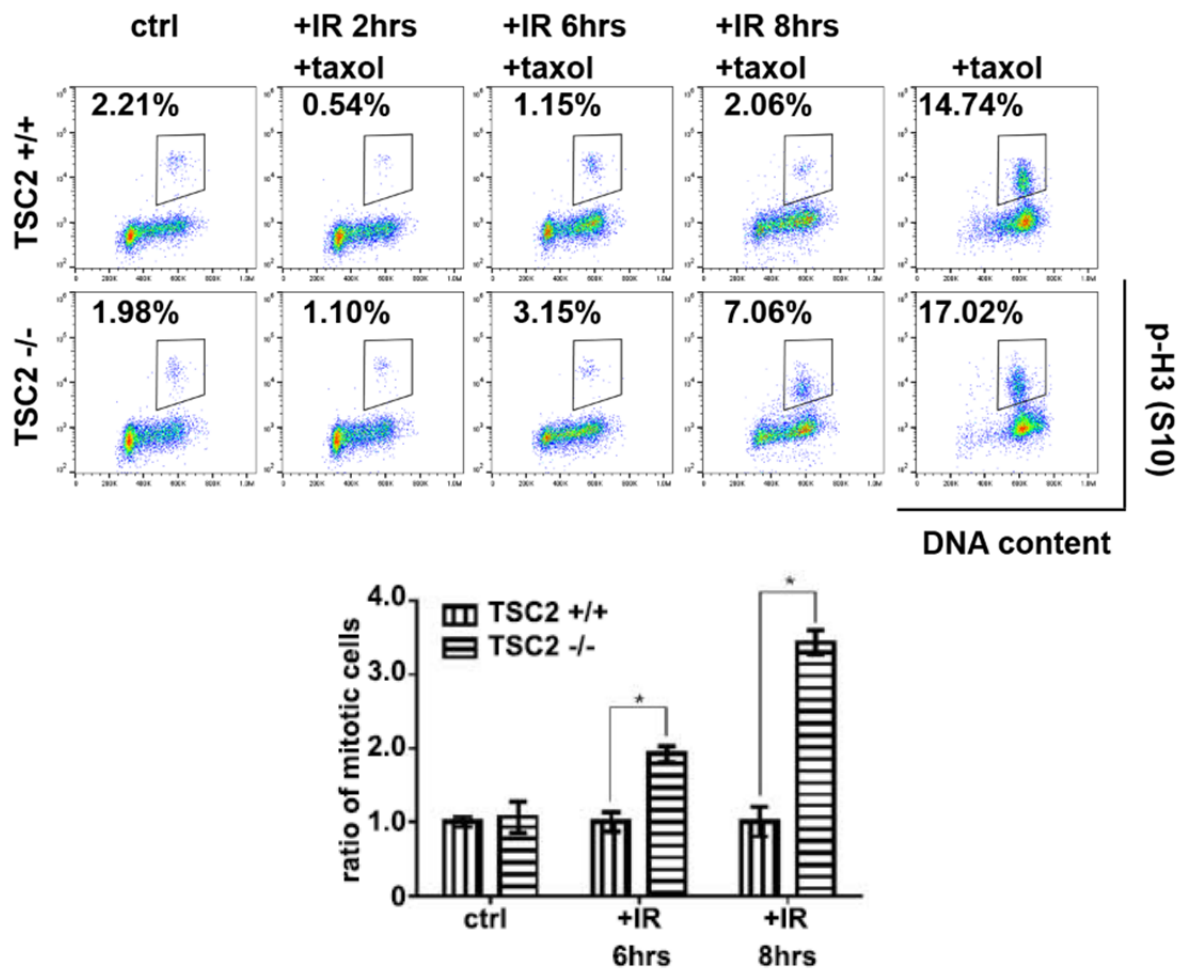 ctrl +IR 2hrs +IR 6hrs +IR 8hrs
+taxol +taxol +taxol +taxol
TSC2 +/+
2.21% 0.54% 1.15% 2.06% 14.74%
TSC2 -/-
1.98% 1.10% 3.15% 7.06% 17.02%
p-H3 (S10)
DNA content
ratio of mitotic cells
4.0
3.0
2.0
1.0
0
TSC2 +/+
TSC2 -/-
*
*
ctrl +IR +IR
6hrs 8hrs